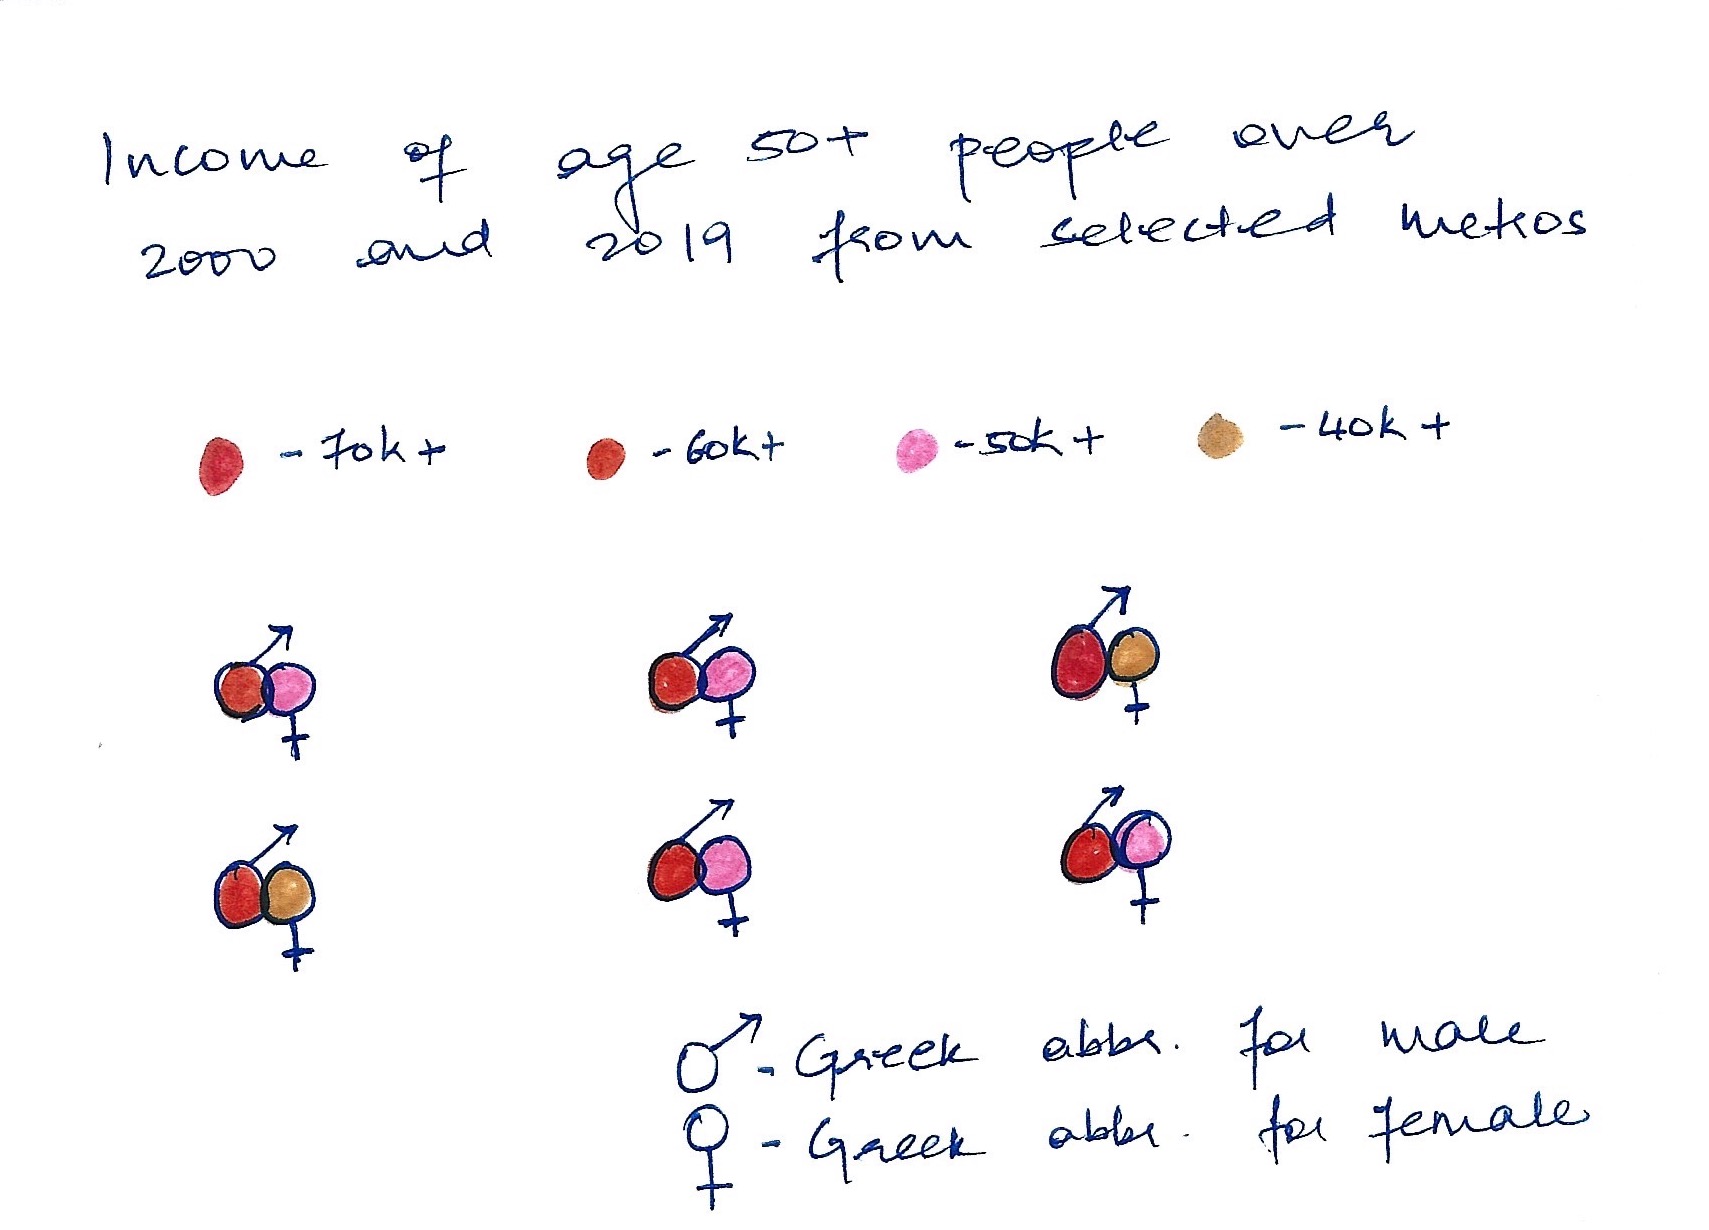 Income of age 50+ people over
2000 and 2019 from selected metros
- 70k + - 60k+ - 50k + - 40k +
♂ - Greek abbr. for male
♀ - Greek abbr. for female